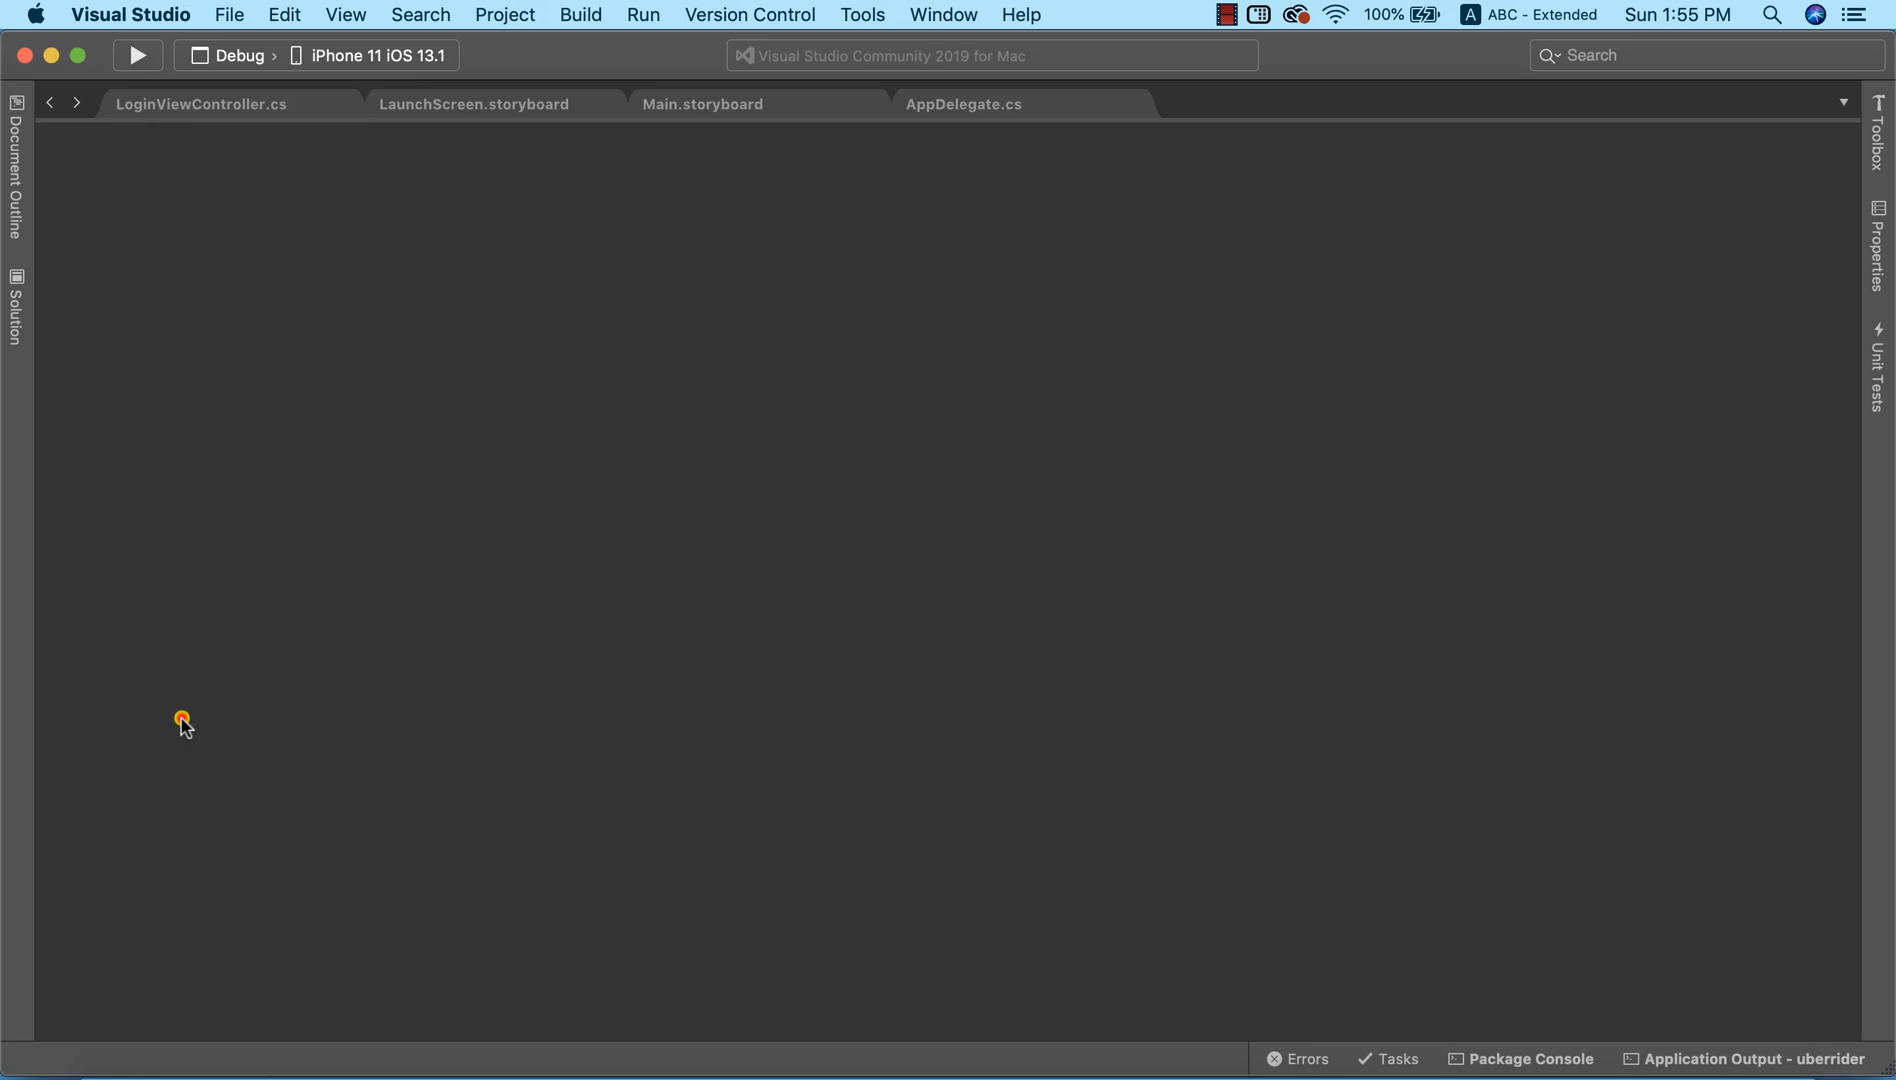 Visual Studio File Edit View Search Project Build Run Version Control Tools Window Help 100% A ABC - Extended Sun 1:55 PM
Debug › iPhone 11 iOS 13.1 Visual Studio Community 2019 for Mac Search
LoginViewController.cs LaunchScreen.storyboard Main.storyboard AppDelegate.cs
Document Outline
Solution
Toolbox
Properties
Unit Tests
Errors Tasks Package Console Application Output - uberrider